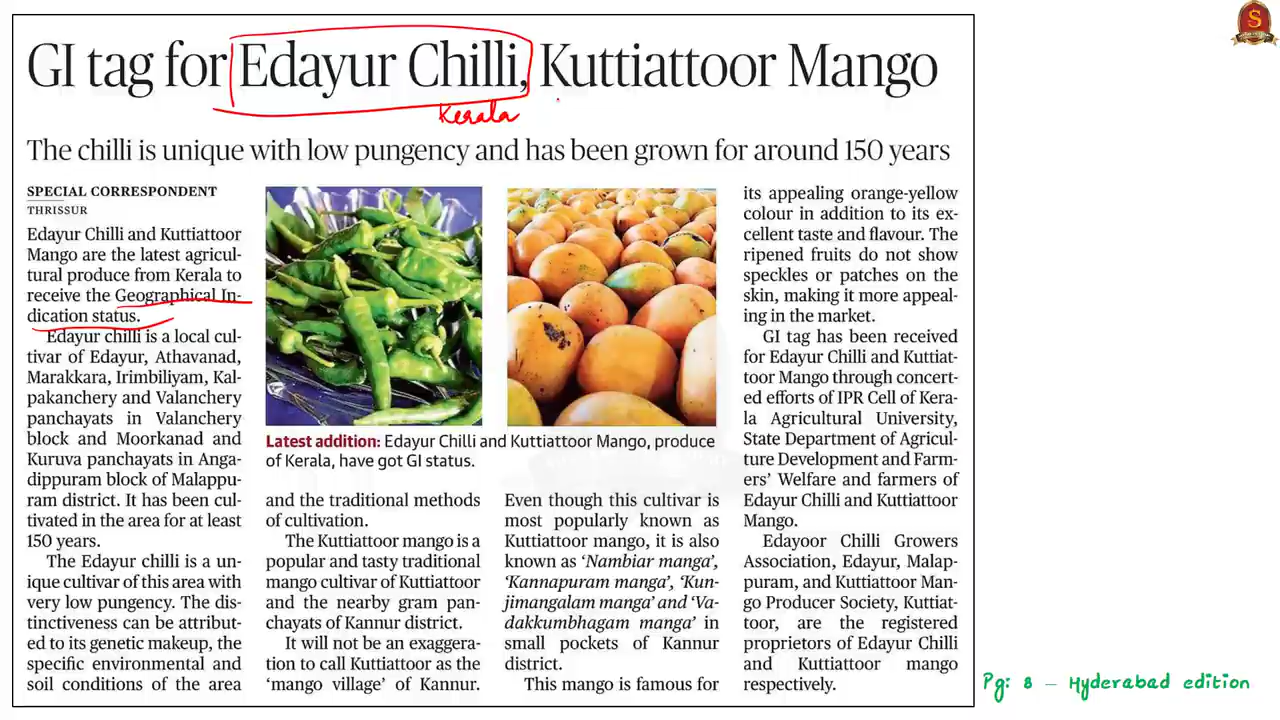 GI tag for Edayur Chilli, Kuttiattoor Mango
Kerala
The chilli is unique with low pungency and has been grown for around 150 years
SPECIAL CORRESPONDENT
THRISSUR
Edayur Chilli and Kuttiattoor
Mango are the latest agricul-
tural produce from Kerala to
receive the Geographical In-
dication status.
Edayur chilli is a local cul-
tivar of Edayur, Athavanad,
Marakkara, Irimbiliyam, Kal-
pakanchery and Valanchery
panchayats in Valanchery
block and Moorkanad and
Kuruva panchayats in Anga-
dippuram block of Malappu-
ram district. It has been cul-
tivated in the area for at least
150 years.
The Edayur chilli is a un-
ique cultivar of this area with
very low pungency. The dis-
tinctiveness can be attribut-
ed to its genetic makeup, the
specific environmental and
soil conditions of the area
Latest addition: Edayur Chilli and Kuttiattoor Mango, produce
of Kerala, have got GI status.
and the traditional methods
of cultivation.
The Kuttiattoor mango is a
popular and tasty traditional
mango cultivar of Kuttiattoor
and the nearby gram pan-
chayats of Kannur district.
It will not be an exaggera-
tion to call Kuttiattoor as the
‘mango village’ of Kannur.
Even though this cultivar is
most popularly known as
Kuttiattoor mango, it is also
known as ‘Nambiar manga’,
‘Kannapuram manga’, ‘Kun-
jimangalam manga’ and ‘Va-
dakkumbhagam manga’ in
small pockets of Kannur
district.
This mango is famous for
its appealing orange-yellow
colour in addition to its ex-
cellent taste and flavour. The
ripened fruits do not show
speckles or patches on the
skin, making it more appeal-
ing in the market.
GI tag has been received
for Edayur Chilli and Kuttiat-
toor Mango through concert-
ed efforts of IPR Cell of Kera-
la Agricultural University,
State Department of Agricul-
ture Development and Farm-
ers’ Welfare and farmers of
Edayur Chilli and Kuttiattoor
Mango.
Edayoor Chilli Growers
Association, Edayur, Malap-
puram, and Kuttiattoor Man-
go Producer Society, Kuttiat-
toor, are the registered
proprietors of Edayur Chilli
and Kuttiattoor mango
respectively.
S
Pg: 8 – Hyderabad edition